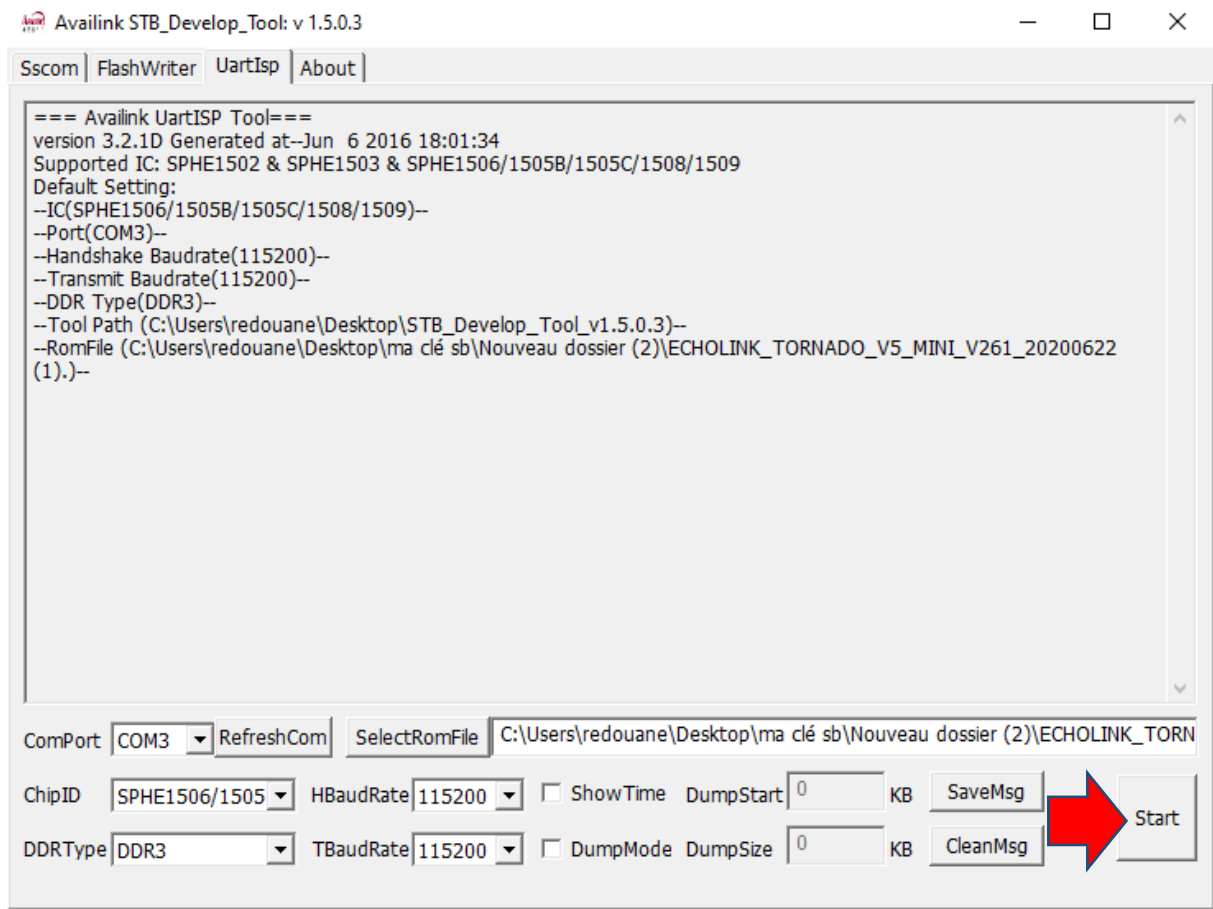 Availink STB_Develop_Tool: v 1.5.0.3
Sscom FlashWriter UartIsp About
=== Availink UartISP Tool===
version 3.2.1D Generated at--Jun  6 2016 18:01:34
Supported IC: SPHE1502 & SPHE1503 & SPHE1506/1505B/1505C/1508/1509
Default Setting:
--IC(SPHE1506/1505B/1505C/1508/1509)--
--Port(COM3)--
--Handshake Baudrate(115200)--
--Transmit Baudrate(115200)--
--DDR Type(DDR3)--
--Tool Path (C:\Users\redouane\Desktop\STB_Develop_Tool_v1.5.0.3)--
--RomFile (C:\Users\redouane\Desktop\ma clé sb\Nouveau dossier (2)\ECHOLINK_TORNADO_V5_MINI_V261_20200622
(1).)--
ComPort COM3 RefreshCom SelectRomFile C:\Users\redouane\Desktop\ma clé sb\Nouveau dossier (2)\ECHOLINK_TORN
ChipID SPHE1506/1505 HBaudRate 115200 ShowTime DumpStart 0 KB SaveMsg
Start
DDRType DDR3 TBaudRate 115200 DumpMode DumpSize 0 KB CleanMsg